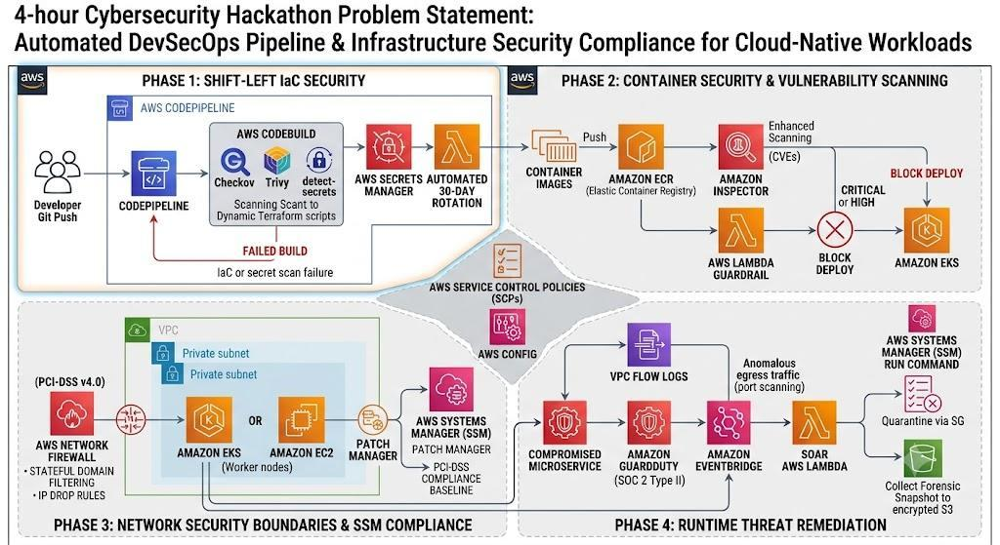 4-hour Cybersecurity Hackathon Problem Statement:
Automated DevSecOps Pipeline & Infrastructure Security Compliance for Cloud-Native Workloads
aws
PHASE 1: SHIFT-LEFT IaC SECURITY
AWS CODEPIPELINE
Developer
Git Push
CODEPIPELINE
AWS CODEBUILD
Checkov
Trivy
detect-
secrets
Scanning Scant to
Dynamic Terraform scripts
AWS SECRETS
MANAGER
AUTOMATED
30-DAY
ROTATION
FAILED BUILD
IaC or secret scan failure
aws
PHASE 2: CONTAINER SECURITY & VULNERABILITY SCANNING
CONTAINER
IMAGES
Push
AMAZON ECR
(Elastic Container Registry)
AMAZON
INSPECTOR
Enhanced
Scanning
(CVEs)
BLOCK DEPLOY
CRITICAL
or HIGH
AWS LAMBDA
GUARDRAIL
BLOCK
DEPLOY
AMAZON EKS
AWS SERVICE CONTROL POLICIES
(SCPs)
AWS CONFIG
VPC
Private subnet
Private subnet
(PCI-DSS v4.0)
AWS NETWORK
FIREWALL
• STATEFUL DOMAIN
FILTERING
• IP DROP RULES
AMAZON EKS
OR
AMAZON EC2
(Worker nodes)
PATCH
MANAGER
AWS SYSTEMS
MANAGER (SSM)
PATCH MANAGER
PCI-DSS
COMPLIANCE
BASELINE
PHASE 3: NETWORK SECURITY BOUNDARIES & SSM COMPLIANCE
VPC FLOW LOGS
Anomalous
egress traffic
(port scanning)
COMPROMISED
MICROSERVICE
AMAZON
GUARDDUTY
(SOC 2 Type II)
AMAZON
EVENTBRIDGE
SOAR
AWS LAMBDA
AWS SYSTEMS
MANAGER (SSM)
RUN COMMAND
Quarantine via SG
Collect Forensic
Snapshot to
encrypted S3
PHASE 4: RUNTIME THREAT REMEDIATION